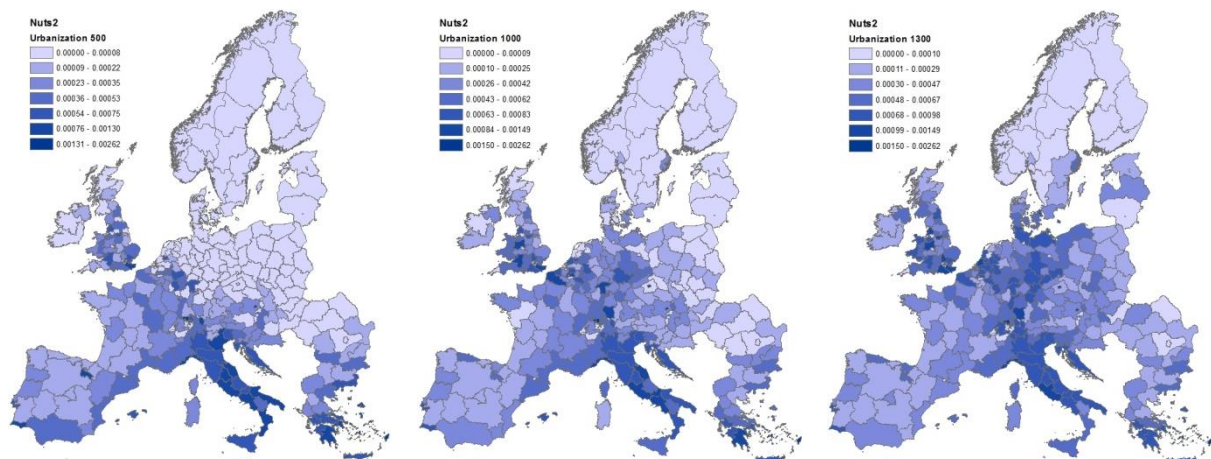 Nuts2
Urbanization 500
0.00000 - 0.00008
0.00009 - 0.00022
0.00023 - 0.00035
0.00036 - 0.00053
0.00054 - 0.00075
0.00076 - 0.00130
0.00131 - 0.00262
Nuts2
Urbanization 1000
0.00000 - 0.00009
0.00010 - 0.00025
0.00026 - 0.00042
0.00043 - 0.00062
0.00063 - 0.00083
0.00084 - 0.00149
0.00150 - 0.00262
Nuts2
Urbanization 1300
0.00000 - 0.00010
0.00011 - 0.00029
0.00030 - 0.00047
0.00048 - 0.00067
0.00068 - 0.00098
0.00099 - 0.00149
0.00150 - 0.00262